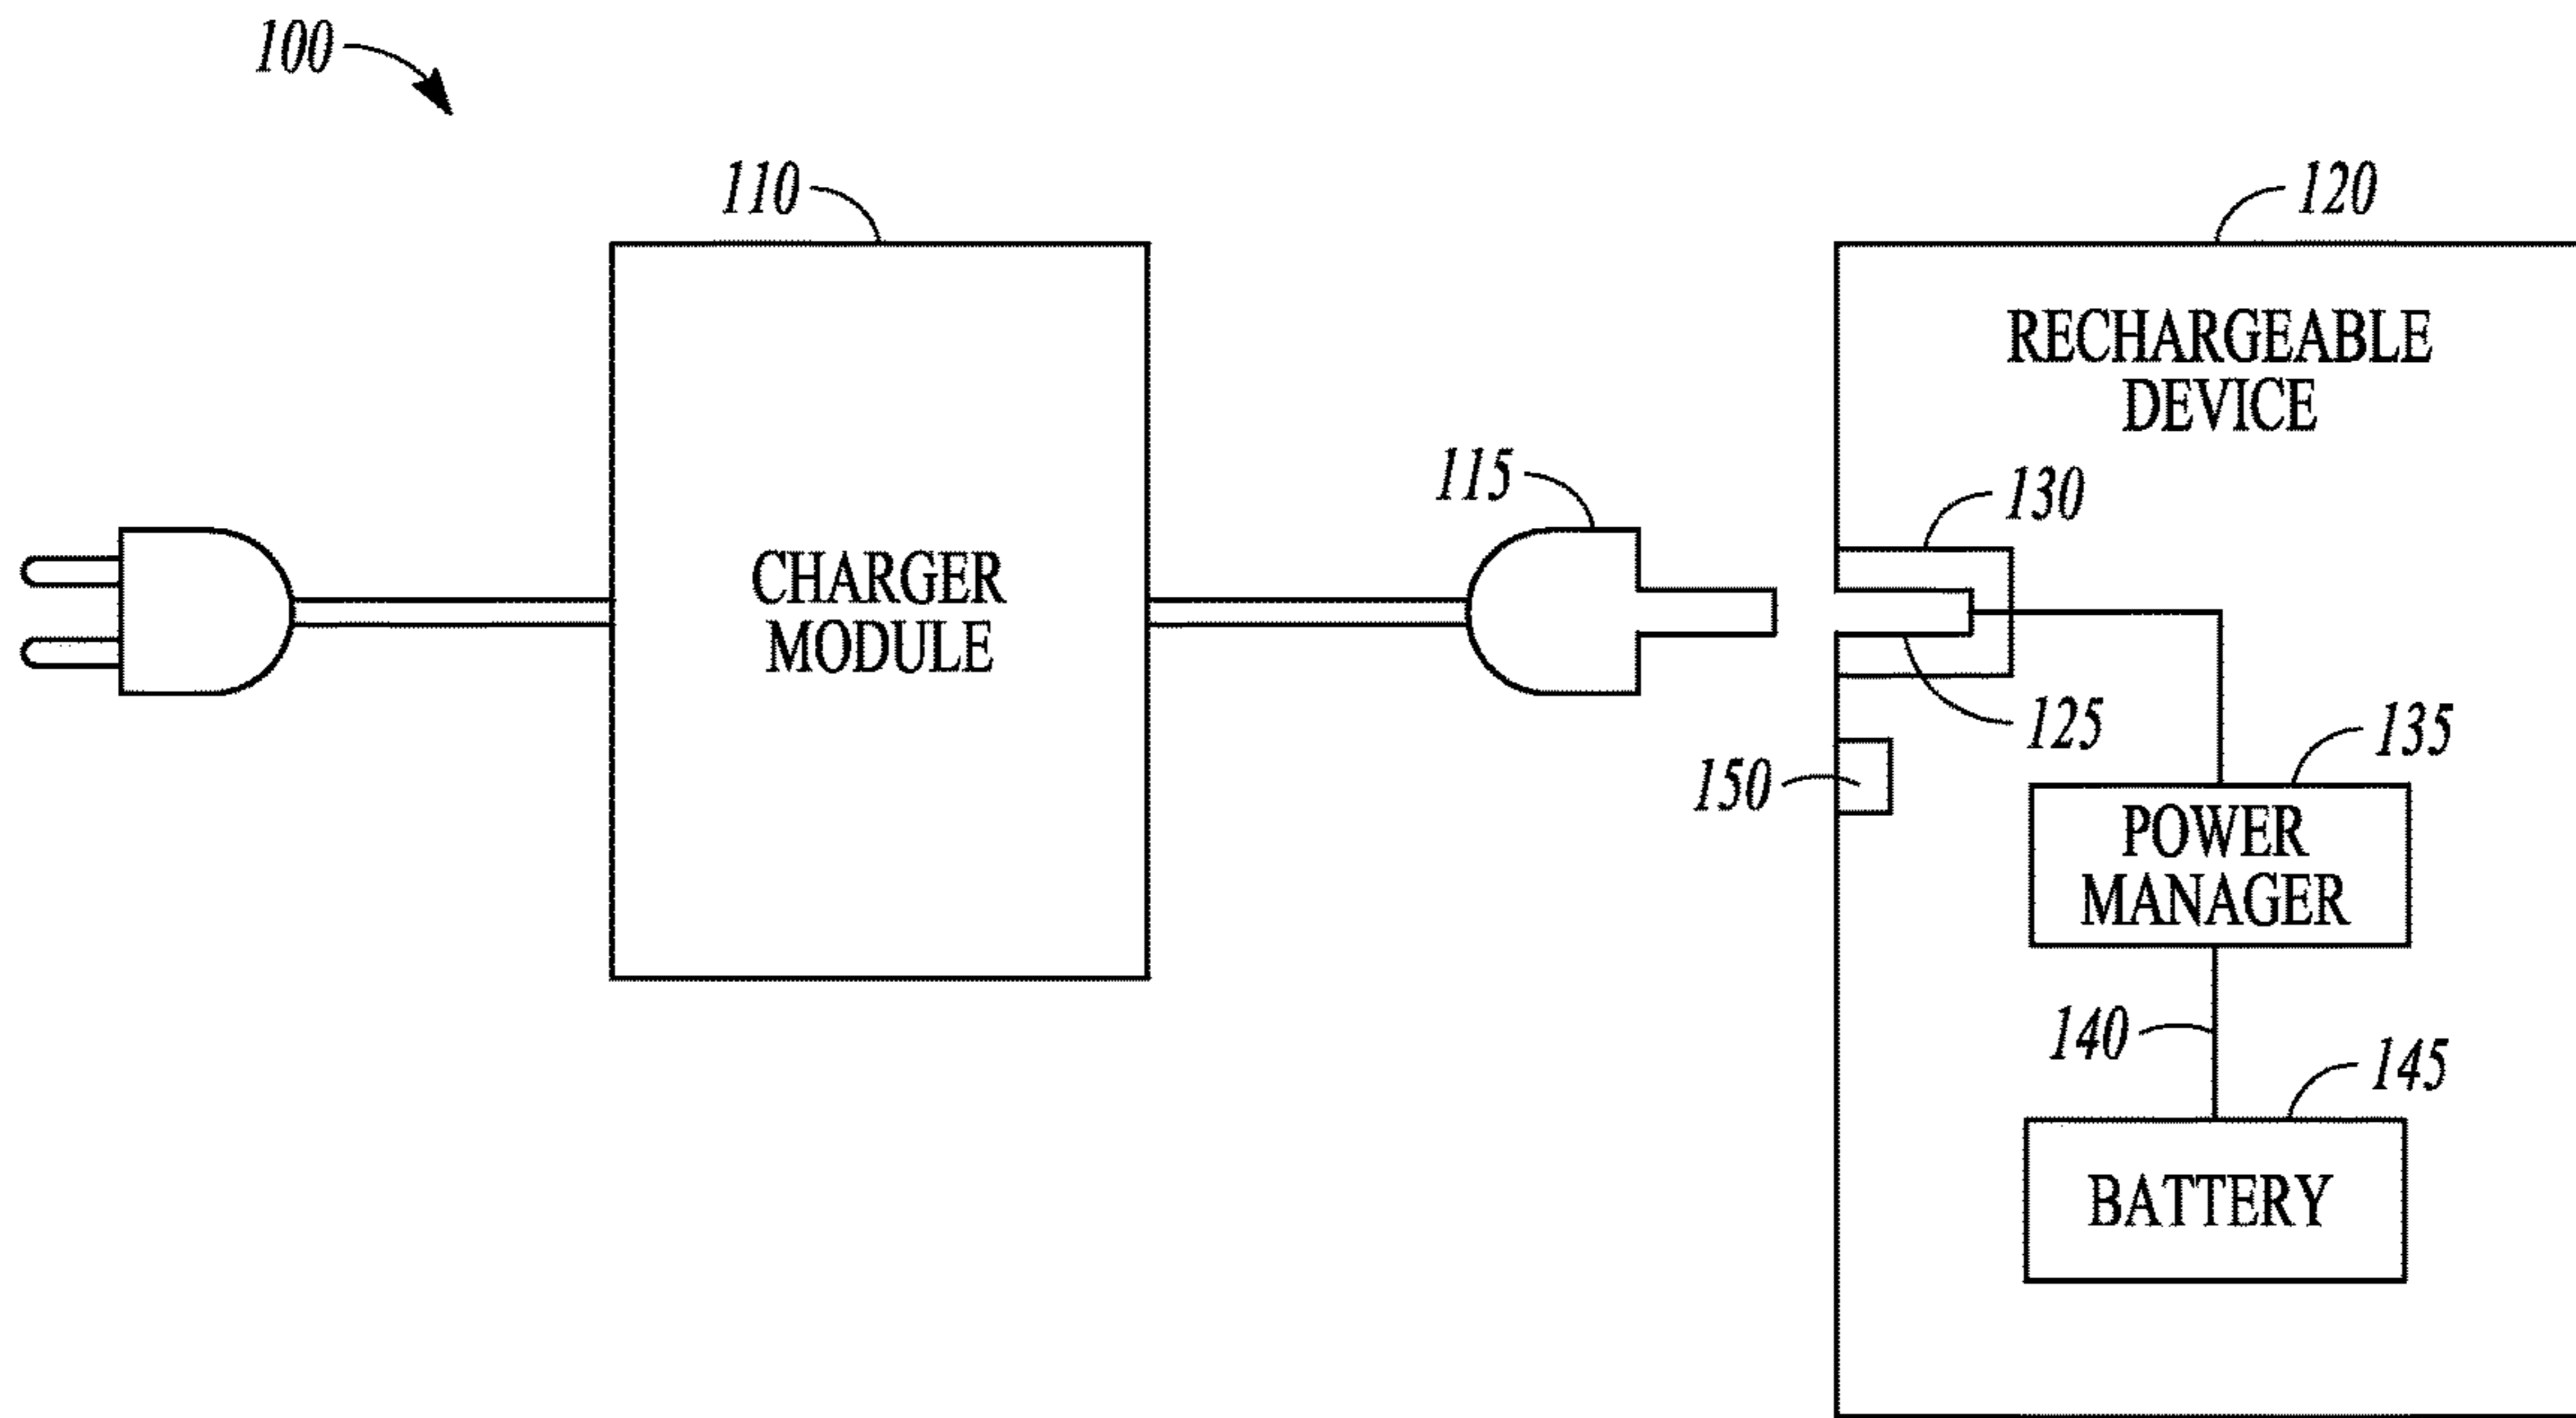 100
110
120
RECHARGEABLE
DEVICE
115
130
CHARGER
MODULE
125
135
150
POWER
MANAGER
140
145
BATTERY